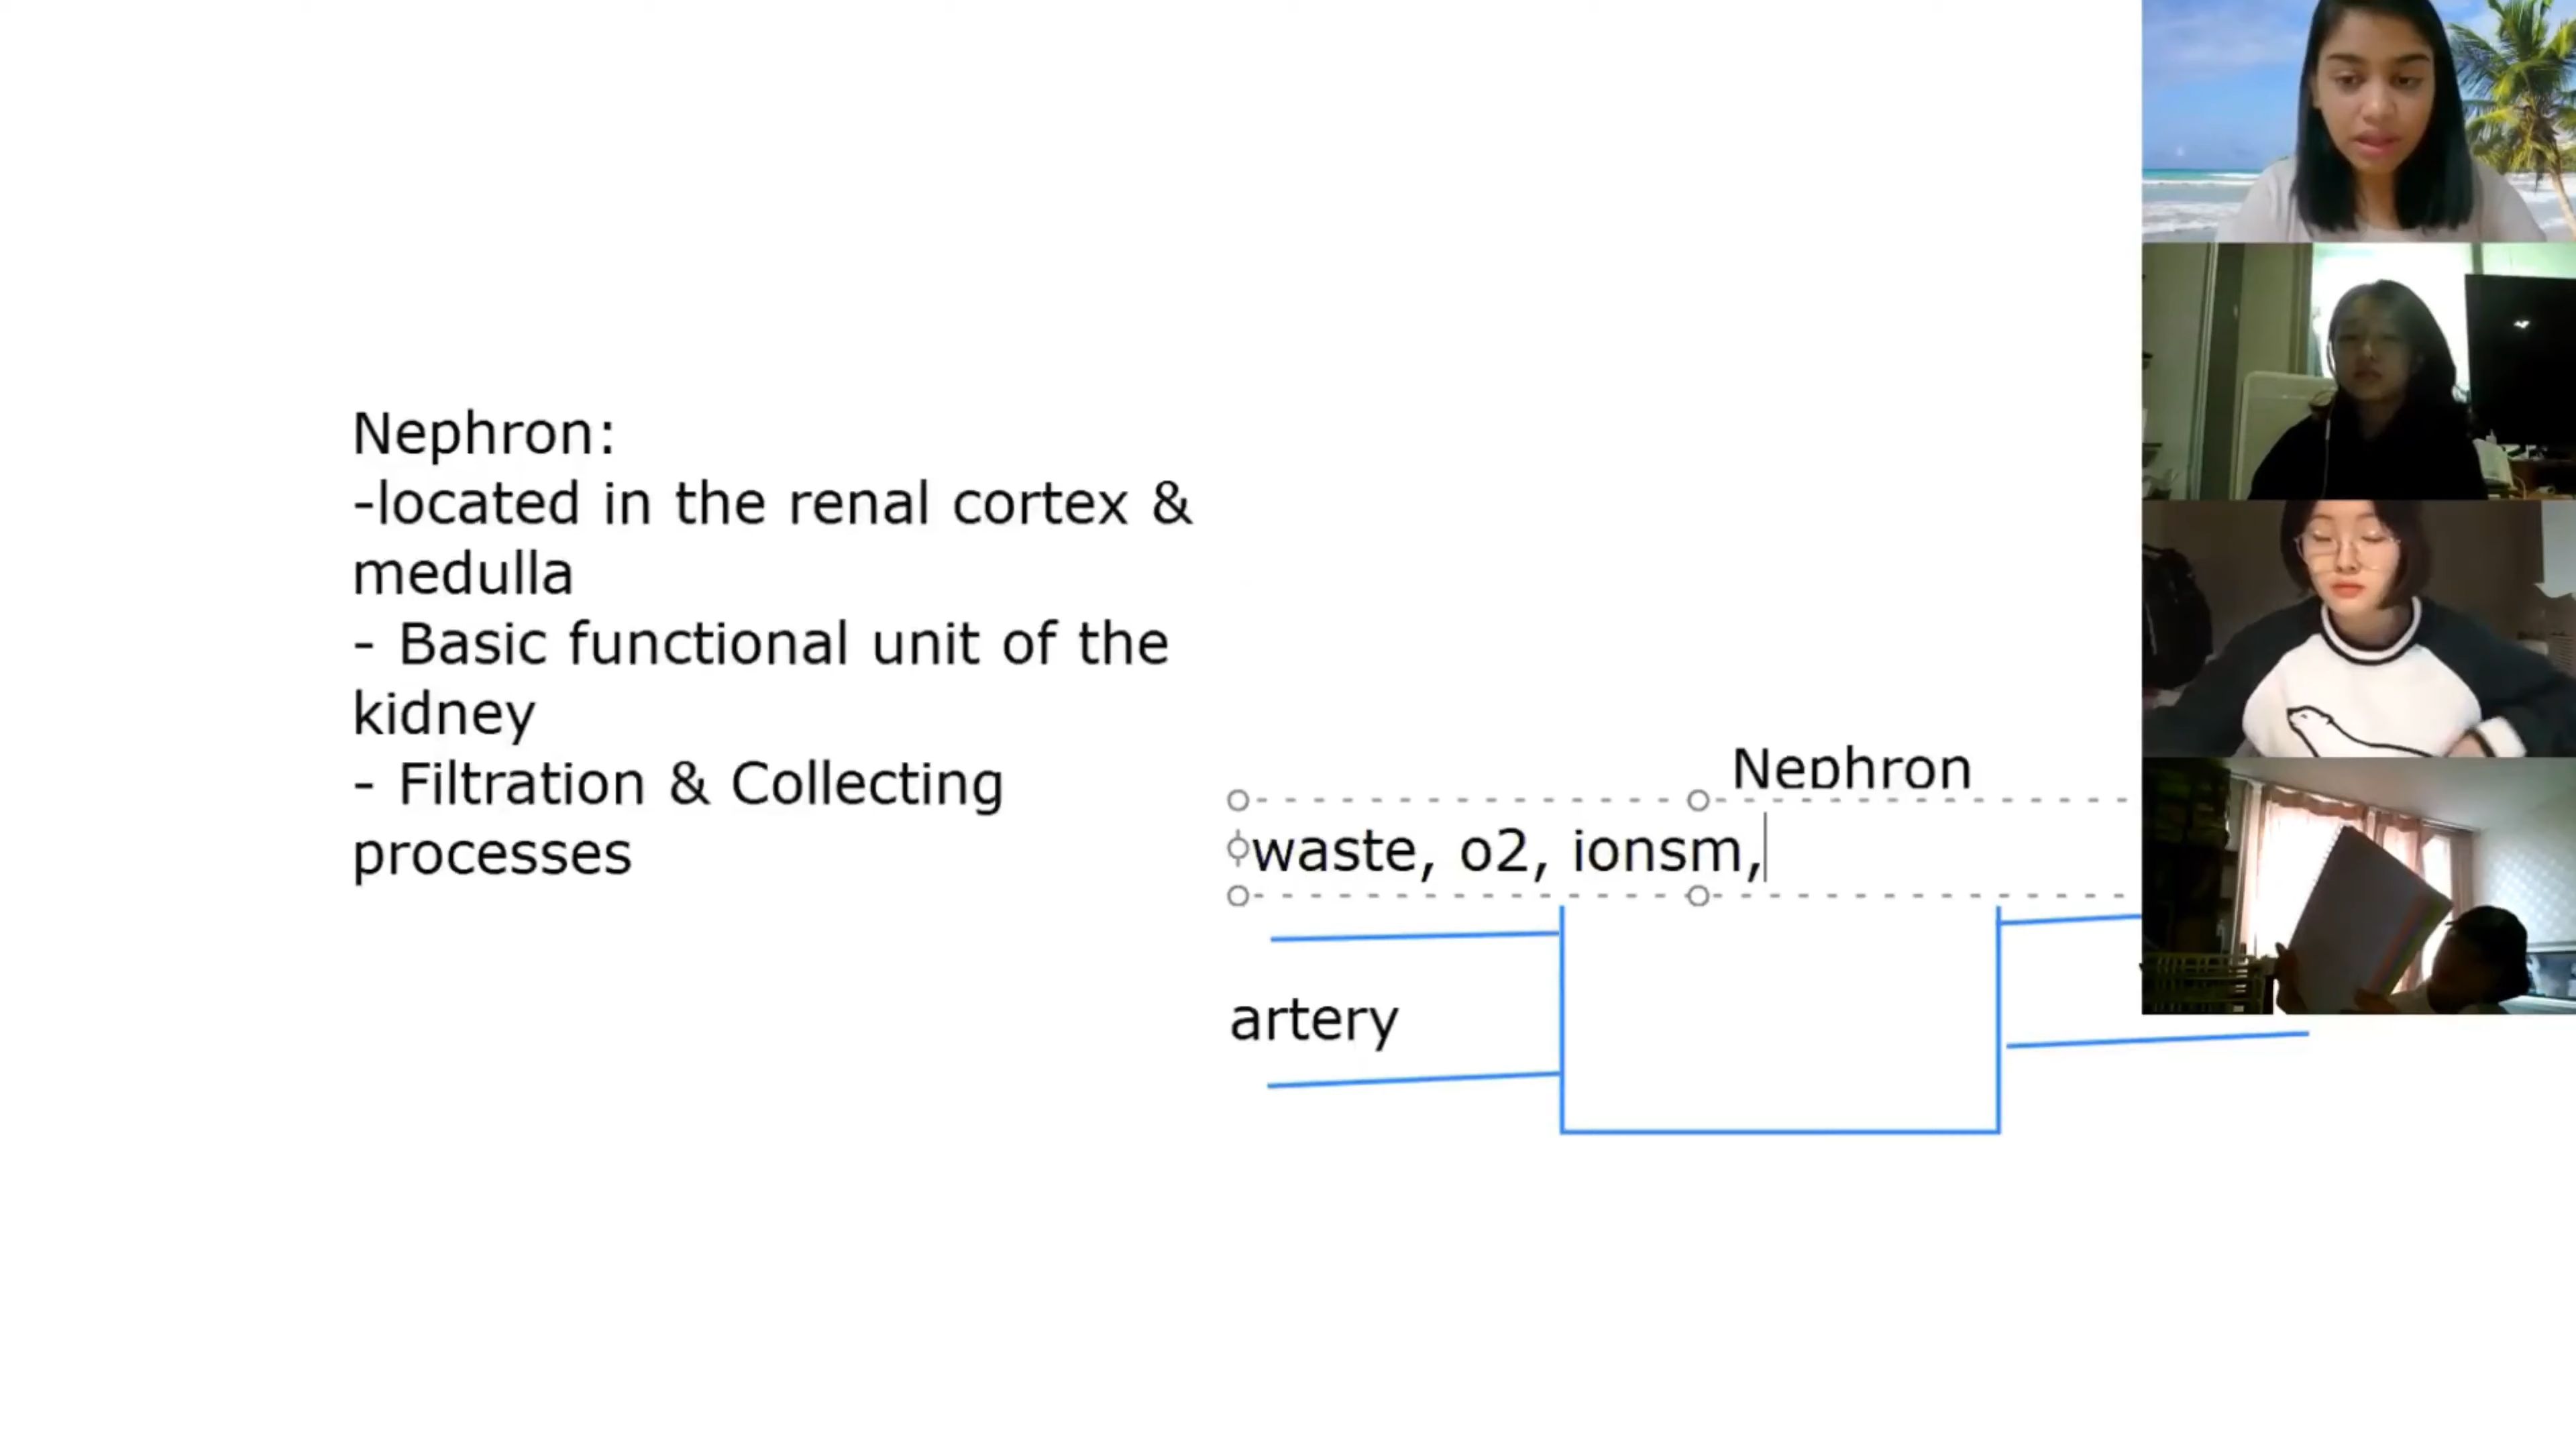 Nephron:
-located in the renal cortex &
medulla
- Basic functional unit of the
kidney
- Filtration & Collecting
processes
Nephron
waste, o2, ionsm,
artery